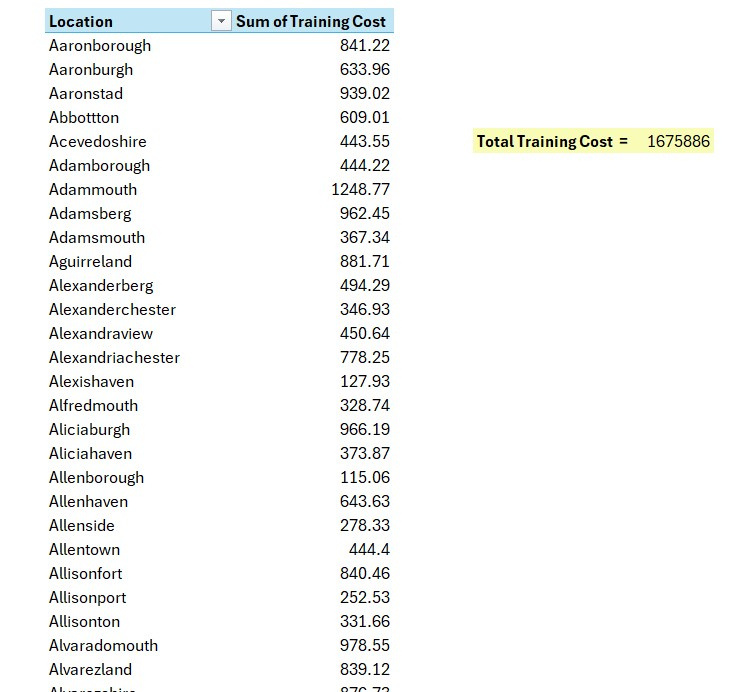 Location Sum of Training Cost
Aaronborough 841.22
Aaronburgh 633.96
Aaronstad 939.02
Abbottton 609.01
Acevedoshire 443.55 Total Training Cost = 1675886
Adamborough 444.22
Adammouth 1248.77
Adamsberg 962.45
Adamsmouth 367.34
Aguirreland 881.71
Alexanderberg 494.29
Alexanderchester 346.93
Alexandraview 450.64
Alexandriachester 778.25
Alexishaven 127.93
Alfredmouth 328.74
Aliciaburgh 966.19
Aliciahaven 373.87
Allenborough 115.06
Allenhaven 643.63
Allenside 278.33
Allentown 444.4
Allisonfort 840.46
Allisonport 252.53
Allisonton 331.66
Alvaradomouth 978.55
Alvarezland 839.12